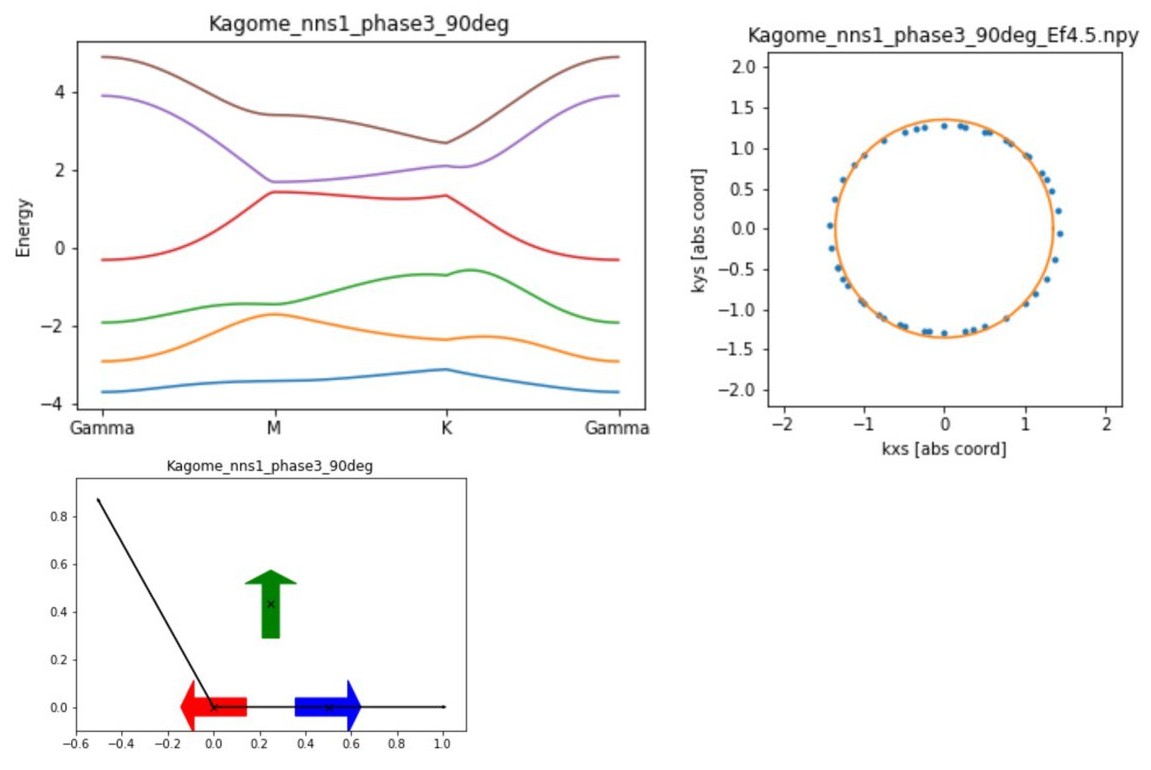 Kagome_nns1_phase3_90deg
4
2
0
−2
−4
Energy
Gamma M K Gamma
Kagome_nns1_phase3_90deg_Ef4.5.npy
2.0
1.5
1.0
0.5
0.0
−0.5
−1.0
−1.5
−2.0
kys [abs coord]
−2 −1 0 1 2
kxs [abs coord]
Kagome_nns1_phase3_90deg
0.8
0.6
0.4
0.2
0.0
−0.6 −0.4 −0.2 0.0 0.2 0.4 0.6 0.8 1.0